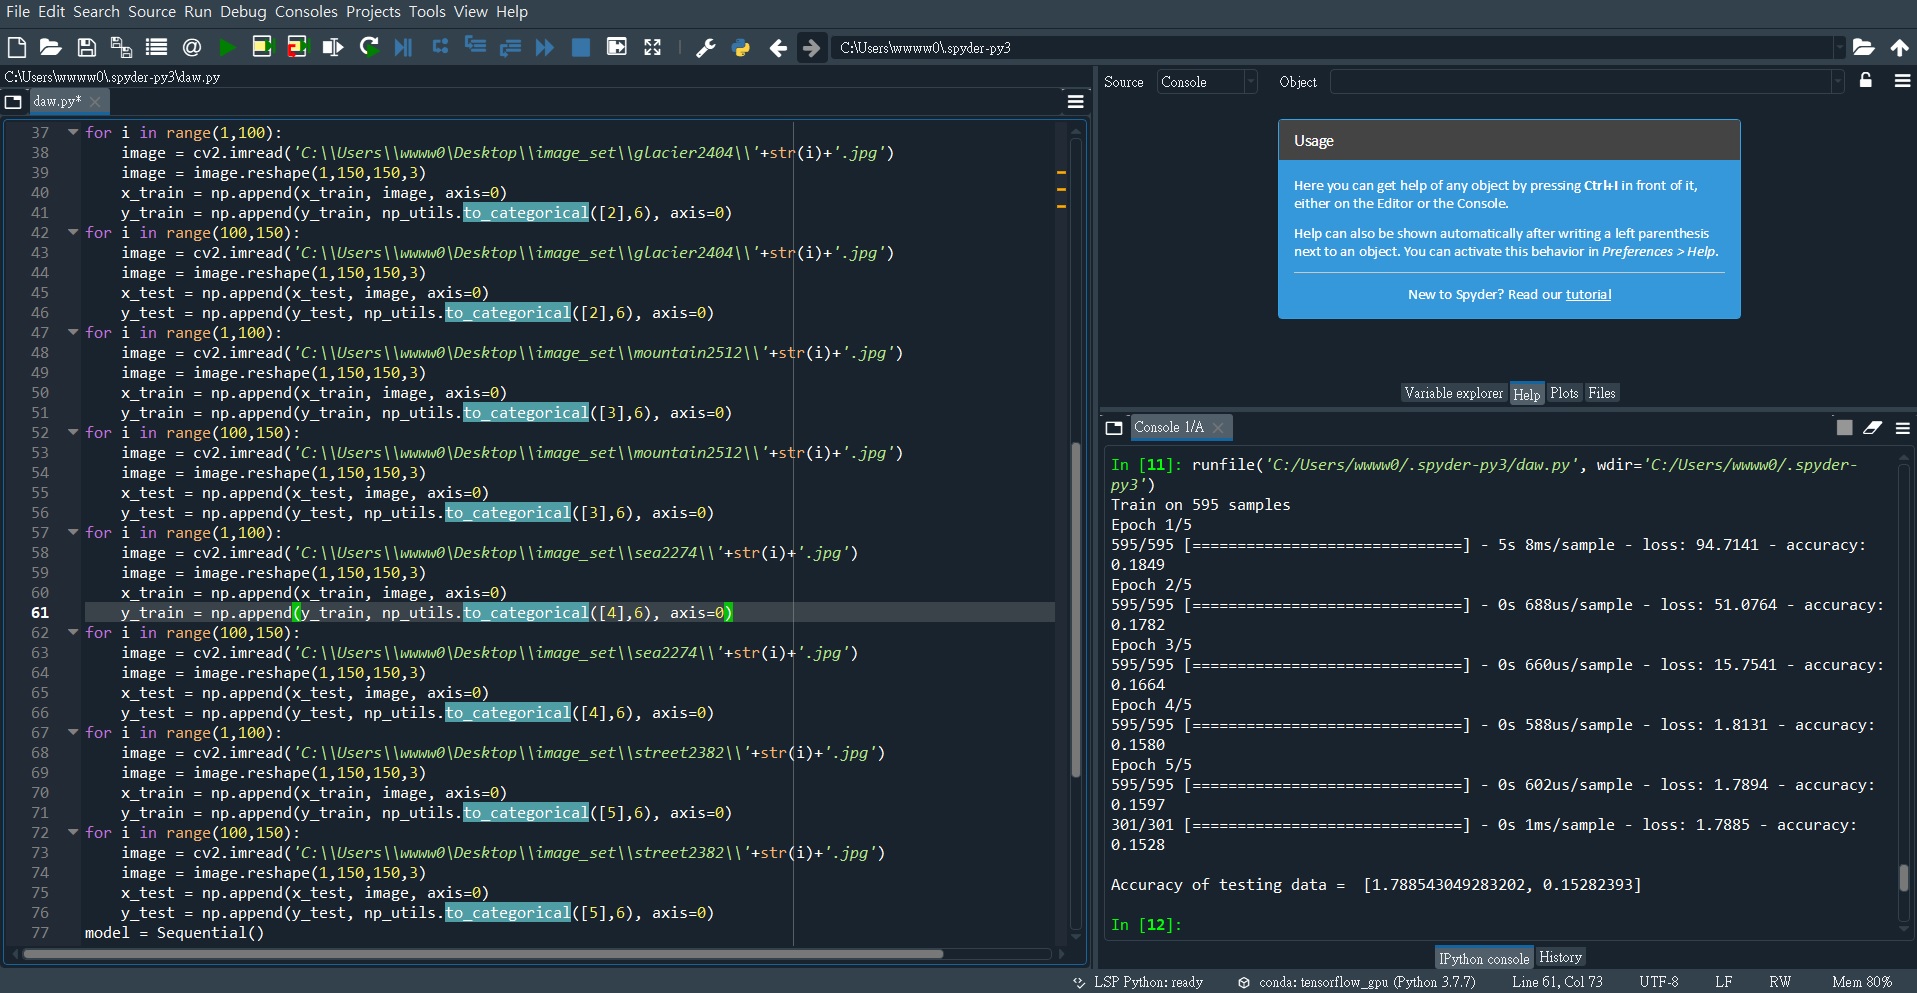 File Edit Search Source Run Debug Consoles Projects Tools View Help
C:\Users\wwww0\.spyder-py3
C:\Users\wwww0\.spyder-py3\daw.py
daw.py*
37 for i in range(1,100):
38 image = cv2.imread('C:\\Users\\wwww0\Desktop\\image_set\\glacier2404\\'+str(i)+'.jpg')
39 image = image.reshape(1,150,150,3)
40 x_train = np.append(x_train, image, axis=0)
41 y_train = np.append(y_train, np_utils.to_categorical([2],6), axis=0)
42 for i in range(100,150):
43 image = cv2.imread('C:\\Users\\wwww0\Desktop\\image_set\\glacier2404\\'+str(i)+'.jpg')
44 image = image.reshape(1,150,150,3)
45 x_test = np.append(x_test, image, axis=0)
46 y_test = np.append(y_test, np_utils.to_categorical([2],6), axis=0)
47 for i in range(1,100):
48 image = cv2.imread('C:\\Users\\wwww0\Desktop\\image_set\\mountain2512\\'+str(i)+'.jpg')
49 image = image.reshape(1,150,150,3)
50 x_train = np.append(x_train, image, axis=0)
51 y_train = np.append(y_train, np_utils.to_categorical([3],6), axis=0)
52 for i in range(100,150):
53 image = cv2.imread('C:\\Users\\wwww0\Desktop\\image_set\\mountain2512\\'+str(i)+'.jpg')
54 image = image.reshape(1,150,150,3)
55 x_test = np.append(x_test, image, axis=0)
56 y_test = np.append(y_test, np_utils.to_categorical([3],6), axis=0)
57 for i in range(1,100):
58 image = cv2.imread('C:\\Users\\wwww0\Desktop\\image_set\\sea2274\\'+str(i)+'.jpg')
59 image = image.reshape(1,150,150,3)
60 x_train = np.append(x_train, image, axis=0)
61 y_train = np.append(y_train, np_utils.to_categorical([4],6), axis=0)
62 for i in range(100,150):
63 image = cv2.imread('C:\\Users\\wwww0\Desktop\\image_set\\sea2274\\'+str(i)+'.jpg')
64 image = image.reshape(1,150,150,3)
65 x_test = np.append(x_test, image, axis=0)
66 y_test = np.append(y_test, np_utils.to_categorical([4],6), axis=0)
67 for i in range(1,100):
68 image = cv2.imread('C:\\Users\\wwww0\Desktop\\image_set\\street2382\\'+str(i)+'.jpg')
69 image = image.reshape(1,150,150,3)
70 x_train = np.append(x_train, image, axis=0)
71 y_train = np.append(y_train, np_utils.to_categorical([5],6), axis=0)
72 for i in range(100,150):
73 image = cv2.imread('C:\\Users\\wwww0\Desktop\\image_set\\street2382\\'+str(i)+'.jpg')
74 image = image.reshape(1,150,150,3)
75 x_test = np.append(x_test, image, axis=0)
76 y_test = np.append(y_test, np_utils.to_categorical([5],6), axis=0)
77 model = Sequential()
Source Console Object
Usage
Here you can get help of any object by pressing Ctrl+I in front of it,
either on the Editor or the Console.
Help can also be shown automatically after writing a left parenthesis
next to an object. You can activate this behavior in Preferences > Help.
New to Spyder? Read our tutorial
Variable explorer Help Plots Files
Console 1/A
In [11]: runfile('C:/Users/wwww0/.spyder-py3/daw.py', wdir='C:/Users/wwww0/.spyder-
py3')
Train on 595 samples
Epoch 1/5
595/595 [==============================] - 5s 8ms/sample - loss: 94.7141 - accuracy:
0.1849
Epoch 2/5
595/595 [==============================] - 0s 688us/sample - loss: 51.0764 - accuracy:
0.1782
Epoch 3/5
595/595 [==============================] - 0s 660us/sample - loss: 15.7541 - accuracy:
0.1664
Epoch 4/5
595/595 [==============================] - 0s 588us/sample - loss: 1.8131 - accuracy:
0.1580
Epoch 5/5
595/595 [==============================] - 0s 602us/sample - loss: 1.7894 - accuracy:
0.1597
301/301 [==============================] - 0s 1ms/sample - loss: 1.7885 - accuracy:
0.1528
Accuracy of testing data =  [1.788543049283202, 0.15282393]
In [12]:
IPython console History
LSP Python: ready conda: tensorflow_gpu (Python 3.7.7) Line 61, Col 73 UTF-8 LF RW Mem 80%